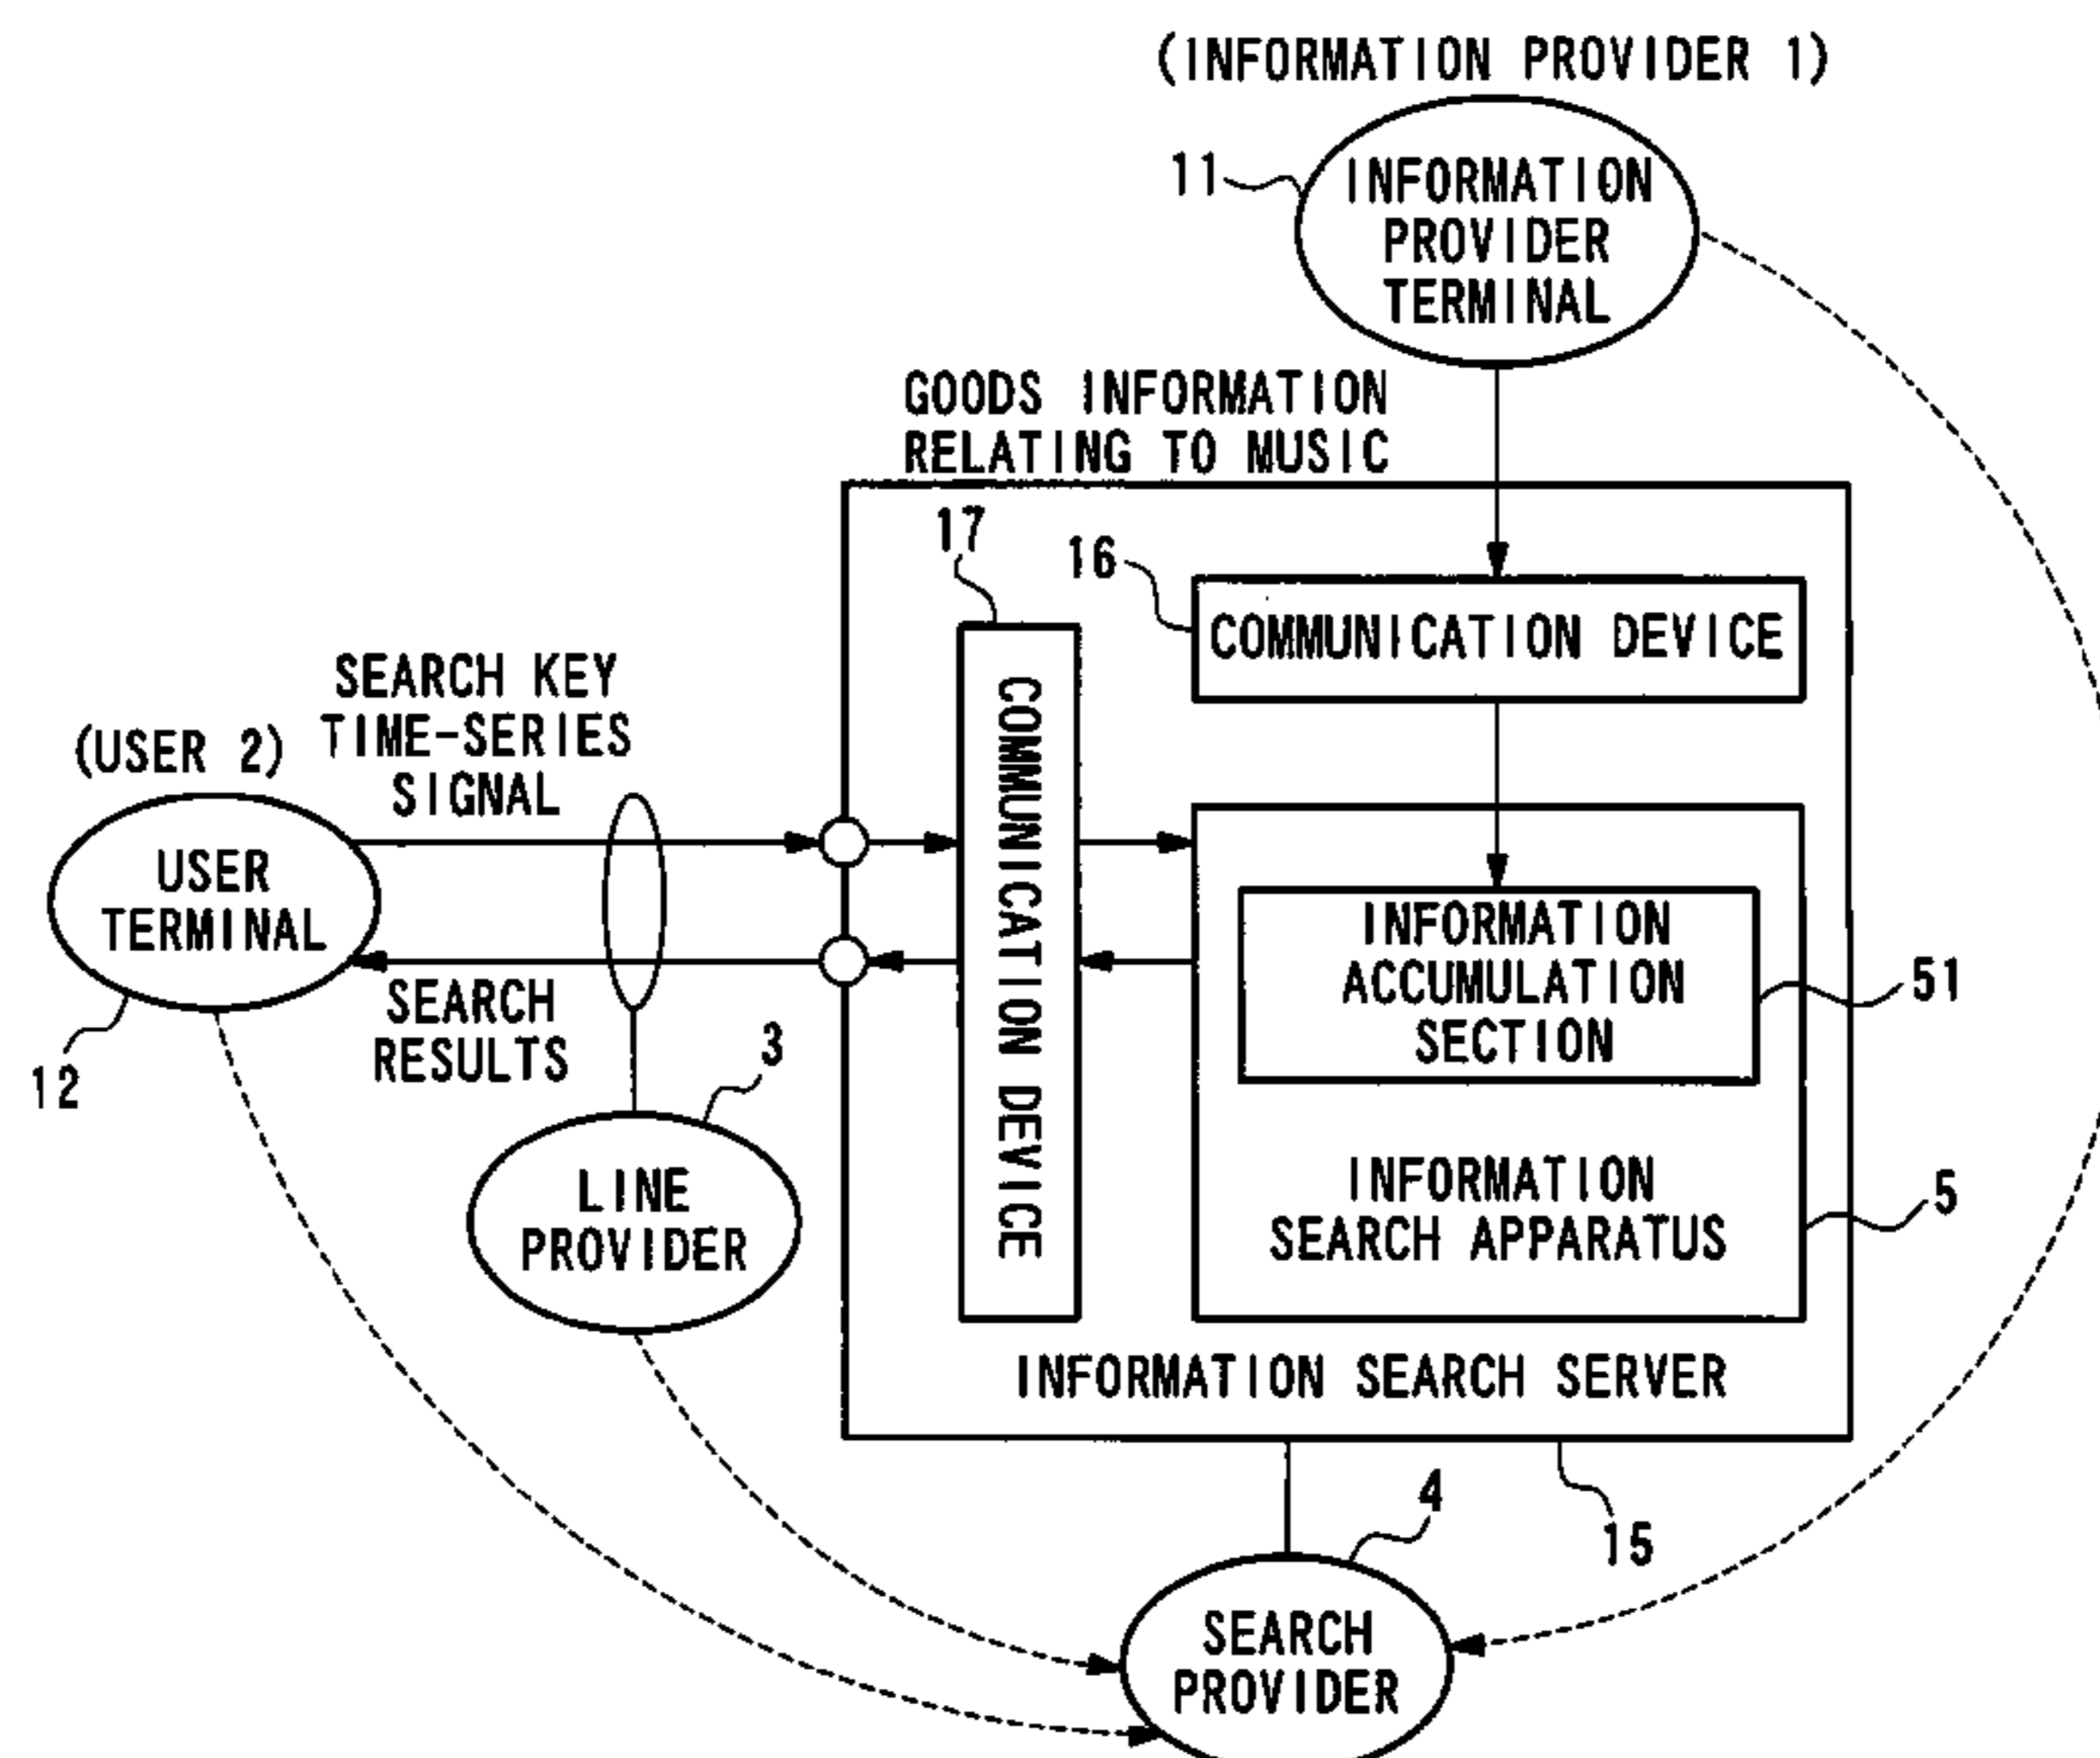 (INFORMATION PROVIDER 1)
11
INFORMATION
PROVIDER
TERMINAL
GOODS INFORMATION
RELATING TO MUSIC
17
16
COMMUNICATION DEVICE
SEARCH KEY
TIME-SERIES
SIGNAL
(USER 2)
USER
TERMINAL
12
SEARCH
RESULTS
3
LINE
PROVIDER
COMMUNICATION DEVICE
INFORMATION
ACCUMULATION
SECTION
51
INFORMATION
SEARCH APPARATUS
5
INFORMATION SEARCH SERVER
4
15
SEARCH
PROVIDER